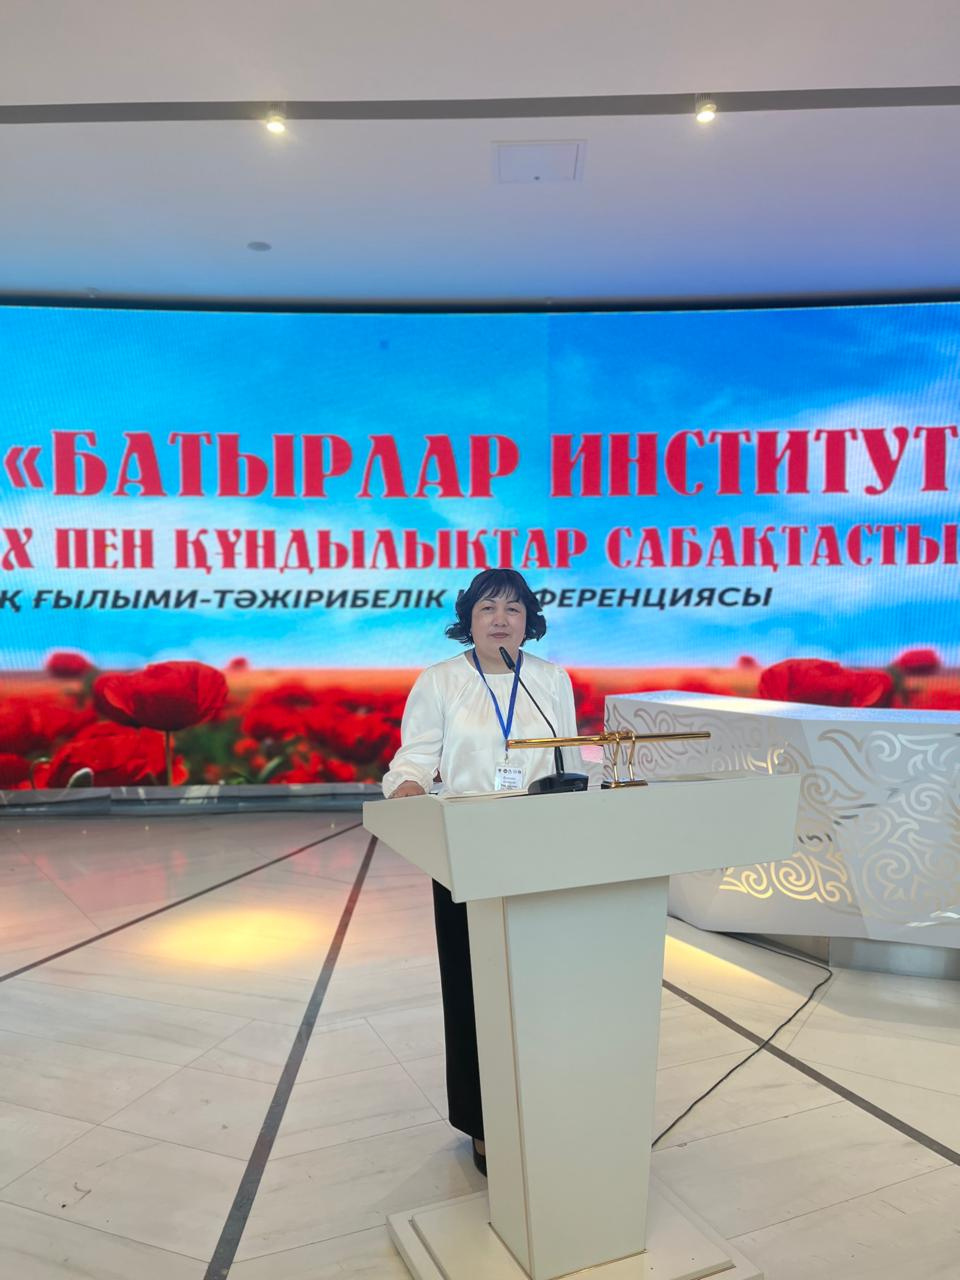 «БАТЫРЛАР ИНСТИТУТ
Х ПЕН ҚҰНДЫЛЫҚТАР САБАҚТАСТЫ
Қ ҒЫЛЫМИ-ТӘЖІРИБЕЛІК ФЕРЕНЦИЯСЫ